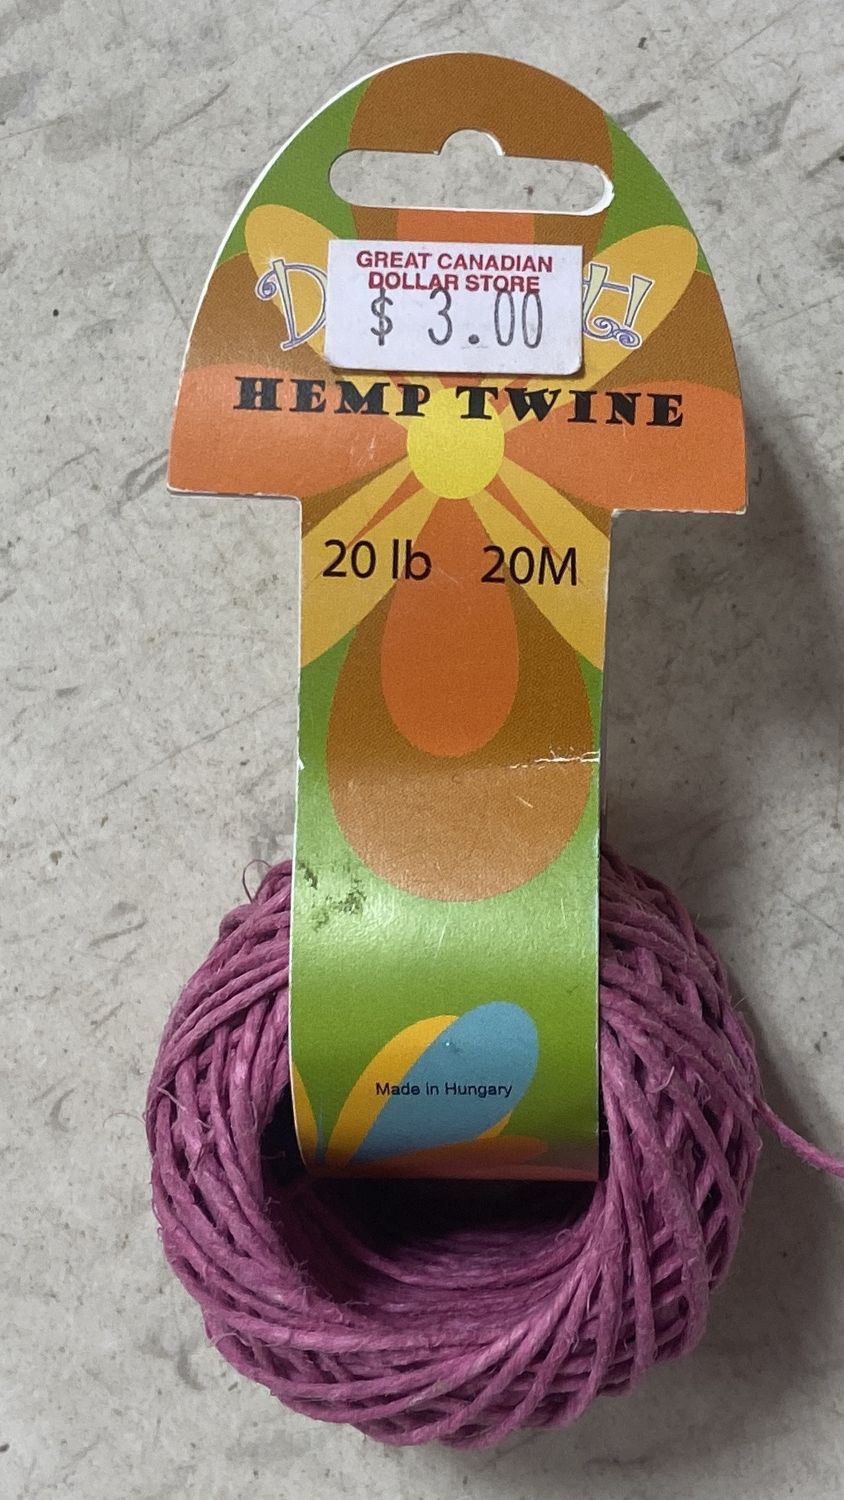 GREAT CANADIAN
DOLLAR STORE
$ 3.00
HEMP TWINE
20 lb 20M
Made in Hungary